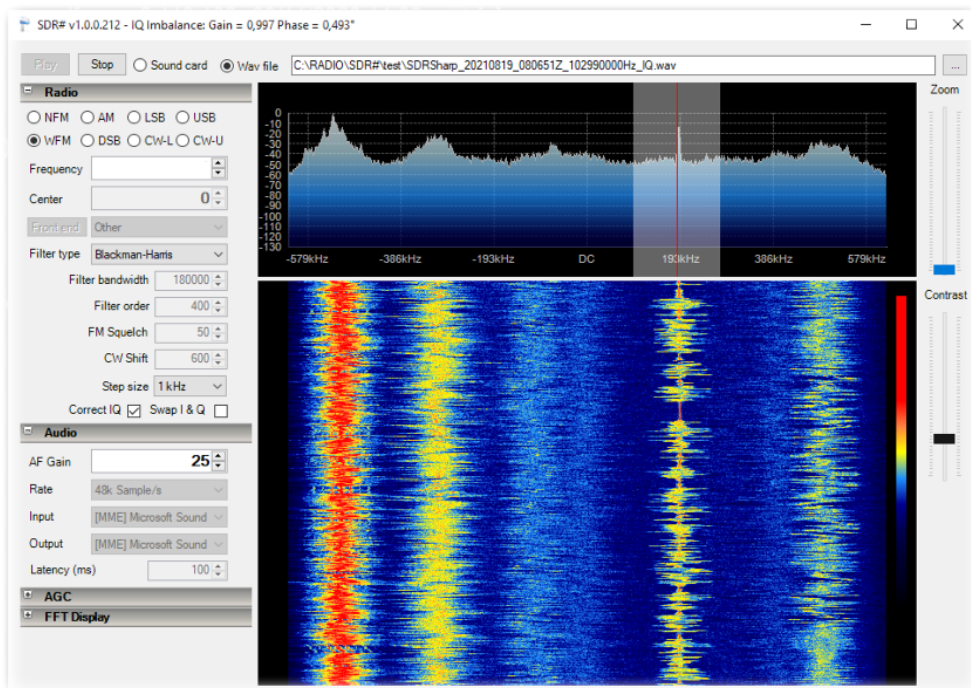 SDR# v1.0.0.212 - IQ Imbalance: Gain = 0,997 Phase = 0,493°
Play Stop Sound card Wav file C:\RADIO\SDR#\test\SDRSharp_20210819_080651Z_102990000Hz_IQ.wav ...
Radio
NFM AM LSB USB
WFM DSB CW-L CW-U
Frequency
Center 0
Front end Other
Filter type Blackman-Harris
Filter bandwidth 180000
Filter order 400
FM Squelch 50
CW Shift 600
Step size 1 kHz
Correct IQ Swap I & Q
Audio
AF Gain 25
Rate 48k Sample/s
Input [MME] Microsoft Sound
Output [MME] Microsoft Sound
Latency (ms) 100
AGC
FFT Display
0
-10
-20
-30
-40
-50
-60
-70
-80
-90
-100
-110
-120
-130
-579kHz -386kHz -193kHz DC 193kHz 386kHz 579kHz
Zoom
Contrast